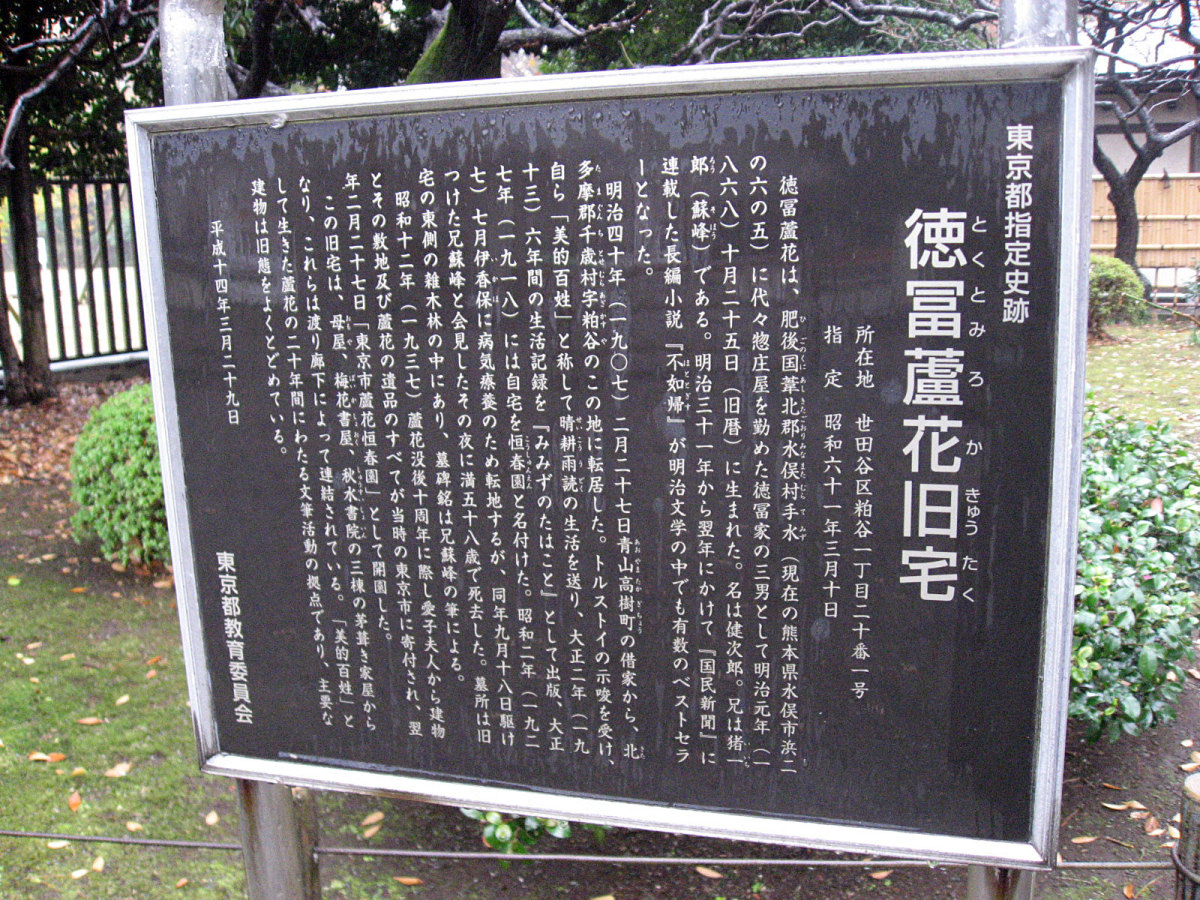 東京都指定史跡
徳冨蘆花旧宅
とくとみろかきゅうたく
所在地 世田谷区粕谷一丁目二十番一号
指定 昭和六十一年三月十日
徳冨蘆花は、肥後国葦北郡水俣村手水（現在の熊本県水俣市浜二
の六の五）に代々惣庄屋を勤めた徳冨家の三男として明治元年（一
八六八）十月二十五日（旧暦）に生まれた。名は健次郎。兄は猪一
郎（蘇峰）である。明治三十一年から翌年にかけて『国民新聞』に
連載した長編小説『不如帰』が明治文学の中でも有数のベストセラ
ーとなった。
明治四十年（一九〇七）二月二十七日青山高樹町の借家から、北
多摩郡千歳村字粕谷のこの地に転居した。トルストイの示唆を受け、
自ら「美的百姓」と称して晴耕雨読の生活を送り、大正二年（一九
十三）六年間の生活記録を『みみずのたはこと』として出版、大正
七年（一九一八）には自宅を恒春園と名付けた。昭和二年（一九二
七）七月伊香保に病気療養のため転地するが、同年九月十八日駆け
つけた兄蘇峰と会見したその夜に満五十八歳で死去した。墓所は旧
宅の東側の雑木林の中にあり、墓碑銘は兄蘇峰の筆による。
昭和十二年（一九三七）蘆花没後十周年に際し愛子夫人から建物
とその敷地及び蘆花の遺品のすべてが当時の東京市に寄付され、翌
年二月二十七日「東京市蘆花恒春園」として開園した。
この旧宅は、母屋、梅花書屋、秋水書院の三棟の茅葺き家屋から
なり、これらは渡り廊下によって連結されている。「美的百姓」と
して生きた蘆花の二十年間にわたる文筆活動の拠点であり、主要な
建物は旧態をよくとどめている。
平成十四年三月二十九日
東京都教育委員会